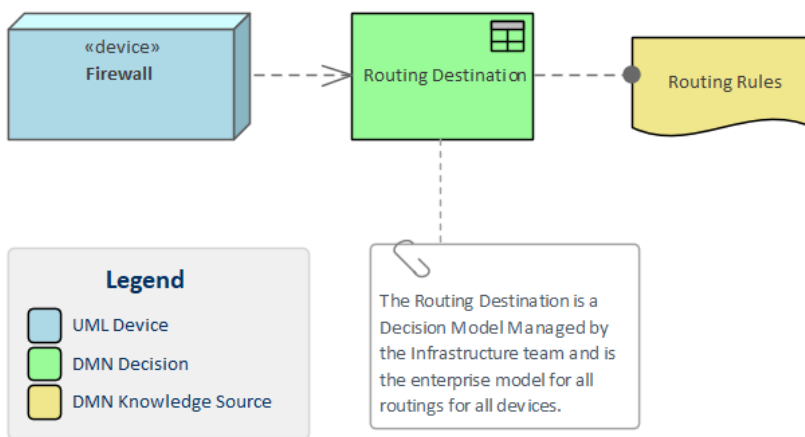 «device»
Firewall
Routing Destination
Routing Rules
Legend
UML Device
DMN Decision
DMN Knowledge Source
The Routing Destination is a
Decision Model Managed by
the Infrastructure team and is
the enterprise model for all
routings for all devices.